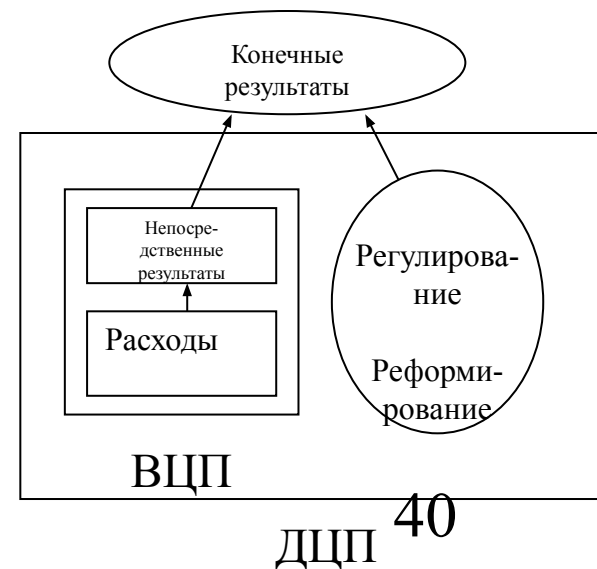 Конечные
результаты
Непосре-
дственные
результаты
Расходы
Регулирова-
ние
Реформи-
рование
ВЦП
40
ДЦП